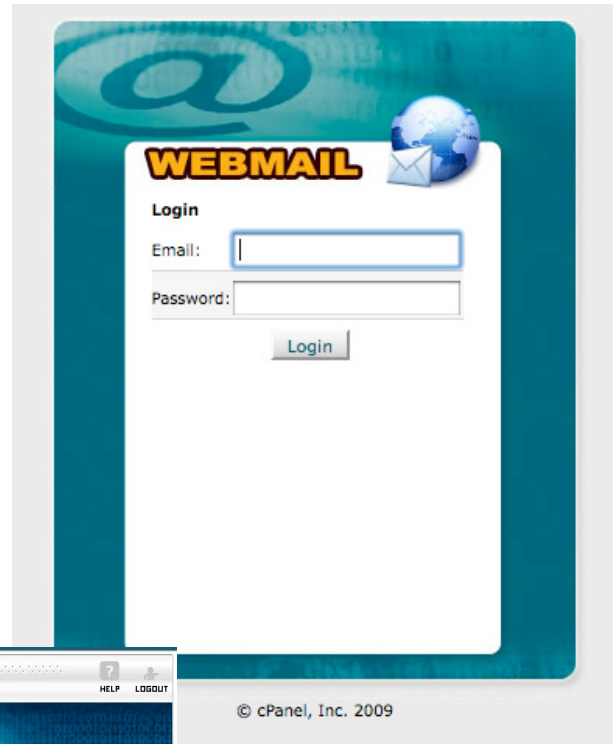 WEBMAIL
Login
Email:
Password:
Login
HELP LOGOUT
© cPanel, Inc. 2009